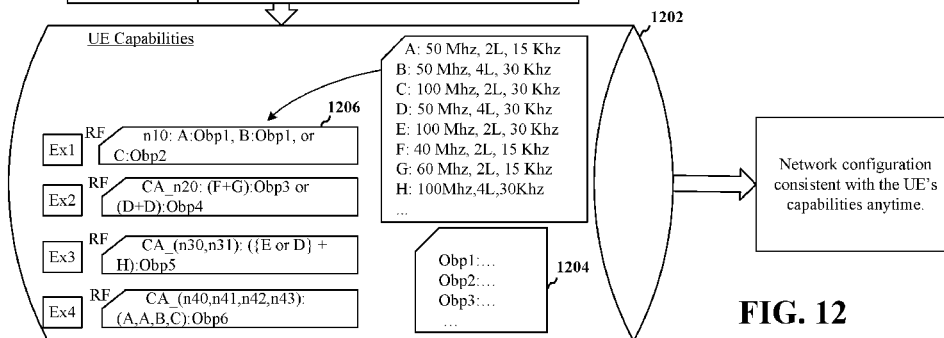 1202
UE Capabilities
A: 50 Mhz, 2L, 15 Khz
B: 50 Mhz, 4L, 30 Khz
C: 100 Mhz, 2L, 30 Khz
D: 50 Mhz, 4L, 30 Khz
E: 100 Mhz, 2L, 30 Khz
F: 40 Mhz, 2L, 15 Khz
G: 60 Mhz, 2L, 15 Khz
H: 100Mhz,4L,30Khz
...
1206
Ex1
RF
n10: A:Obp1, B:Obp1, or
C:Obp2
Ex2
RF
CA_n20: (F+G):Obp3 or
(D+D):Obp4
Ex3
RF
CA_(n30,n31): ({E or D} +
H):Obp5
Ex4
RF
CA_(n40,n41,n42,n43):
(A,A,B,C):Obp6
1204
Obp1:...
Obp2:...
Obp3:...
...
Network configuration
consistent with the UE's
capabilities anytime.
FIG. 12